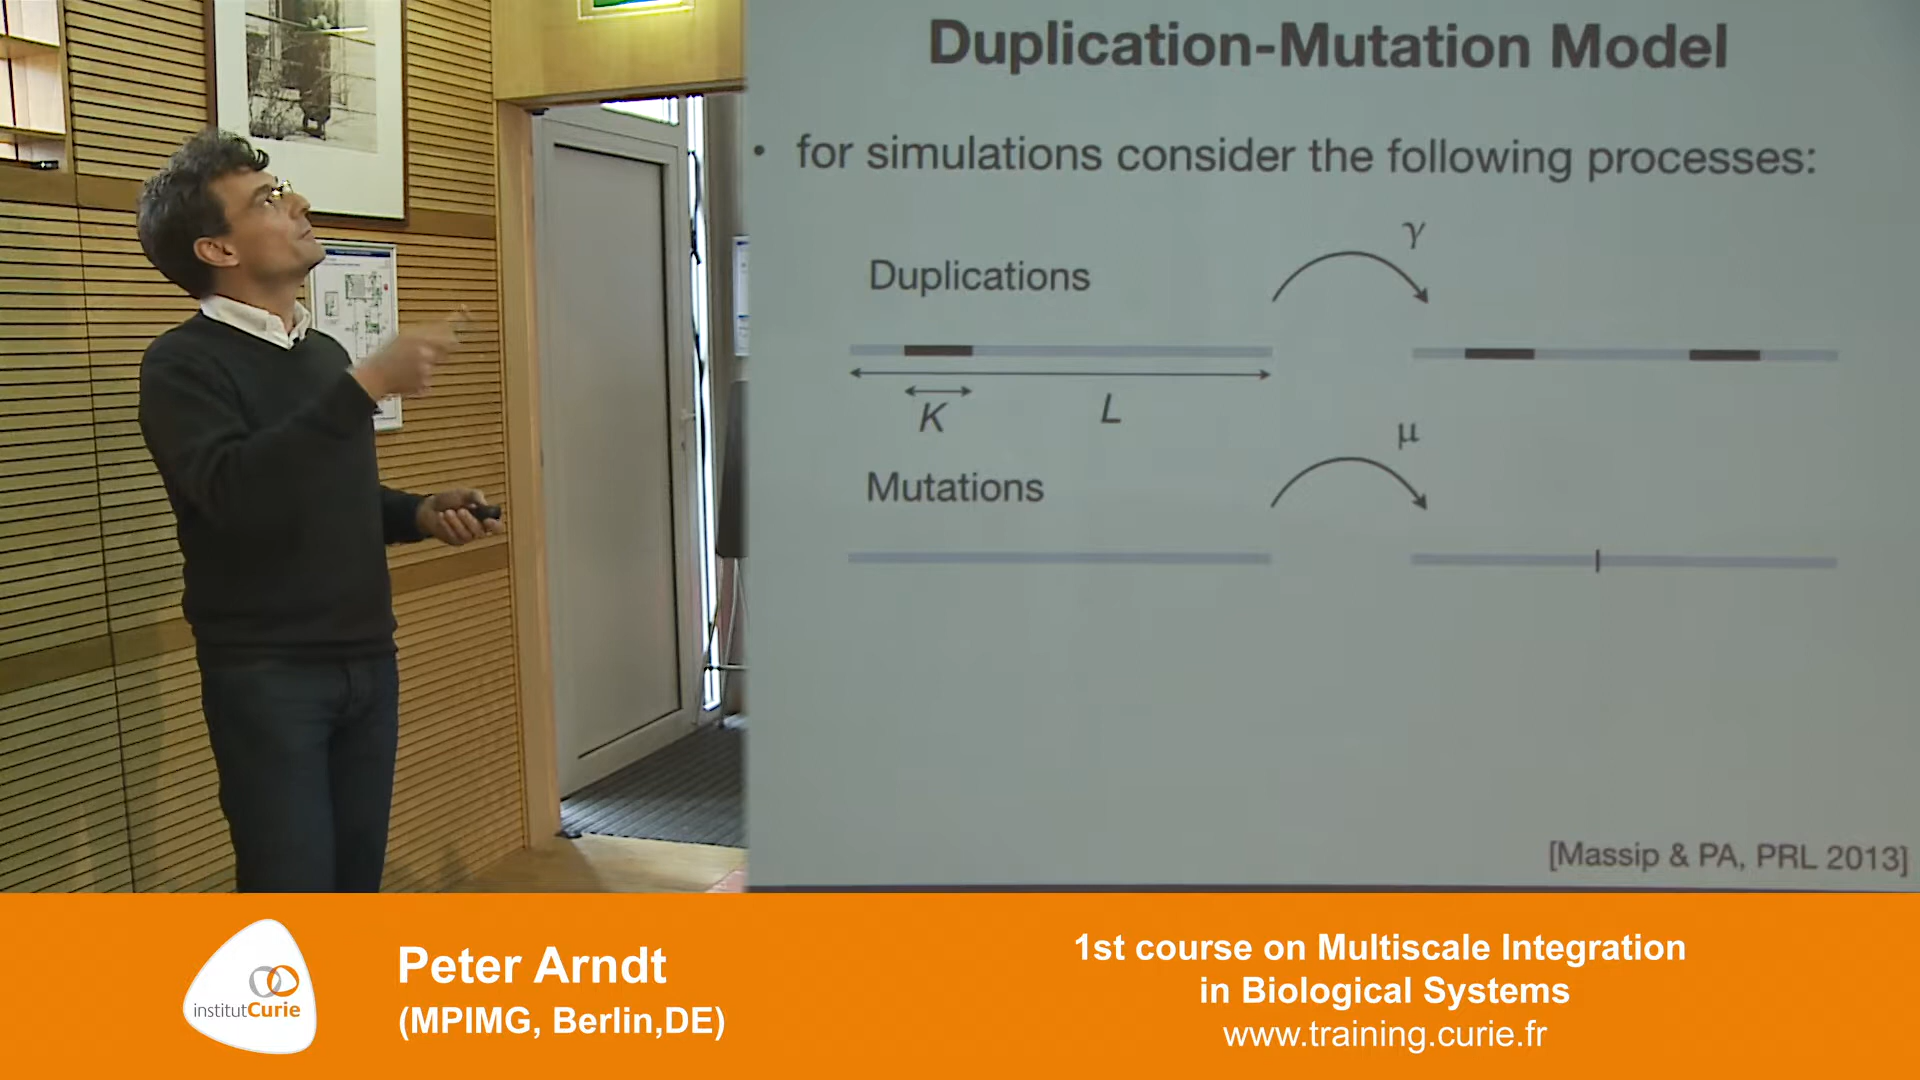 Duplication-Mutation Model
• for simulations consider the following processes:
γ
Duplications
K
L
μ
Mutations
[Massip & PA, PRL 2013]
institutCurie
Peter Arndt
(MPIMG, Berlin,DE)
1st course on Multiscale Integration
in Biological Systems
www.training.curie.fr